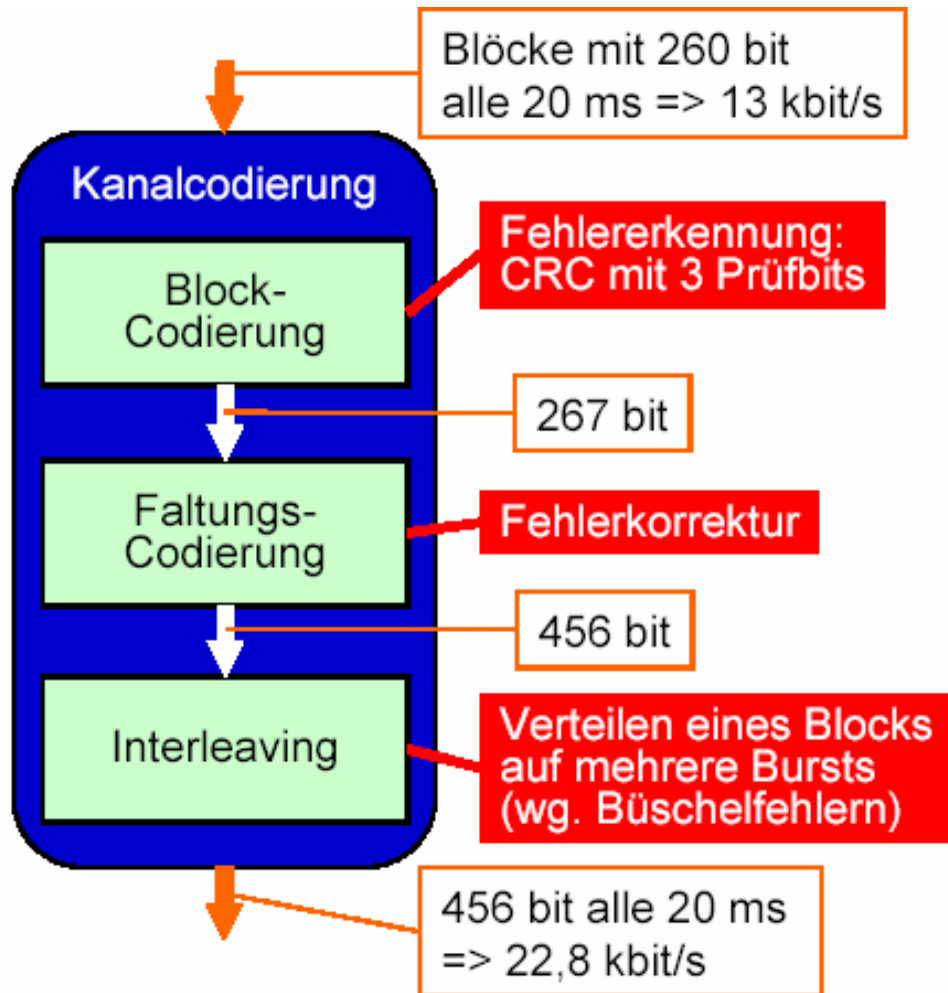 Blöcke mit 260 bit
alle 20 ms => 13 kbit/s
Kanalcodierung
Fehlererkennung:
CRC mit 3 Prüfbits
Block-
Codierung
267 bit
Faltungs-
Codierung
Fehlerkorrektur
456 bit
Interleaving
Verteilen eines Blocks
auf mehrere Bursts
(wg. Büschelfehlern)
456 bit alle 20 ms
=> 22,8 kbit/s